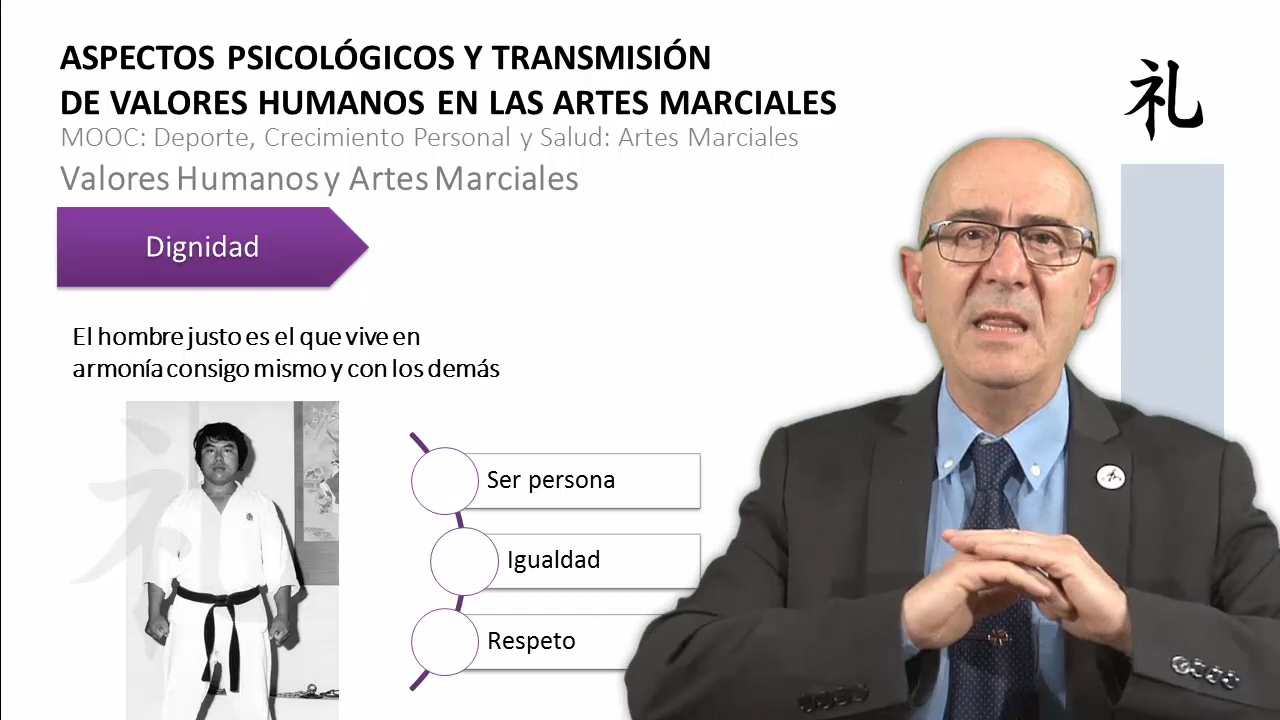 ASPECTOS PSICOLÓGICOS Y TRANSMISIÓN
DE VALORES HUMANOS EN LAS ARTES MARCIALES
MOOC: Deporte, Crecimiento Personal y Salud: Artes Marciales
Valores Humanos y Artes Marciales
礼
Dignidad
El hombre justo es el que vive en
armonía consigo mismo y con los demás
礼
Ser persona
Igualdad
Respeto